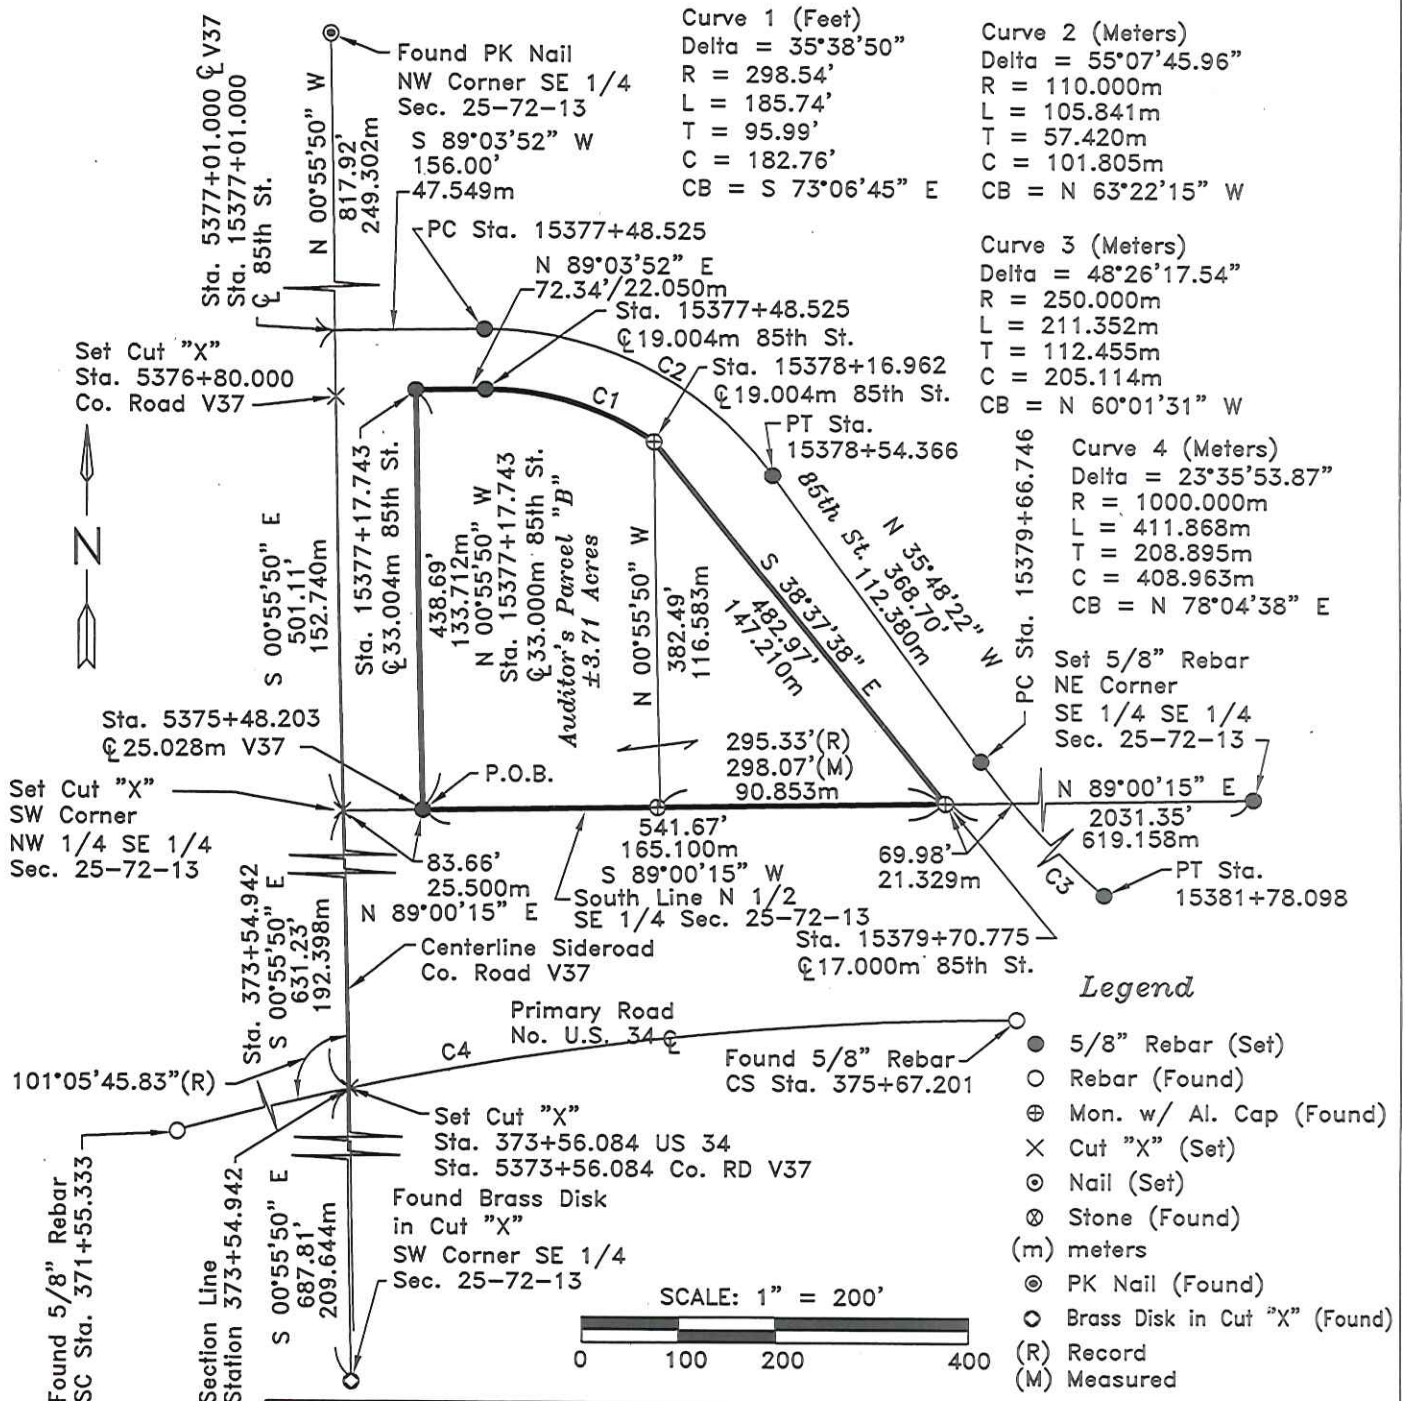 Sta. 5377+01.000 ℄ V37
Sta. 15377+01.000
℄ 85th St.
N 00°55'50" W
817.92'
249.302m
Found PK Nail
NW Corner SE 1/4
Sec. 25-72-13
S 89°03'52" W
156.00'
47.549m
Curve 1 (Feet)
Delta = 35°38'50"
R = 298.54'
L = 185.74'
T = 95.99'
C = 182.76'
CB = S 73°06'45" E
Curve 2 (Meters)
Delta = 55°07'45.96"
R = 110.000m
L = 105.841m
T = 57.420m
C = 101.805m
CB = N 63°22'15" W
Curve 3 (Meters)
Delta = 48°26'17.54"
R = 250.000m
L = 211.352m
T = 112.455m
C = 205.114m
CB = N 60°01'31" W
Curve 4 (Meters)
Delta = 23°35'53.87"
R = 1000.000m
L = 411.868m
T = 208.895m
C = 408.963m
CB = N 78°04'38" E
PC Sta. 15377+48.525
N 89°03'52" E
72.34'/22.050m
Sta. 15377+48.525
℄ 19.004m 85th St.
C2
Sta. 15378+16.962
℄ 19.004m 85th St.
C1
PT Sta.
15378+54.366
Set Cut "X"
Sta. 5376+80.000
Co. Road V37
N
S 00°55'50" E
501.11'
152.740m
Sta. 15377+17.743
℄ 33.004m 85th St.
438.69'
133.712m
N 00°55'50" W
Sta. 15377+17.743
℄ 33.000m 85th St.
Auditor's Parcel "B"
±3.71 Acres
N 00°55'50" W
382.49'
116.583m
S 38°37'38" E
482.97'
147.210m
85th St.
N 35°48'22" W
368.70'
112.380m
PC Sta. 15379+66.746
Set 5/8" Rebar
NE Corner
SE 1/4 SE 1/4
Sec. 25-72-13
Sta. 5375+48.203
℄ 25.028m V37
P.O.B.
295.33'(R)
298.07'(M)
90.853m
Set Cut "X"
SW Corner
NW 1/4 SE 1/4
Sec. 25-72-13
N 89°00'15" E
2031.35'
619.158m
541.67'
165.100m
S 89°00'15" W
South Line N 1/2
SE 1/4 Sec. 25-72-13
83.66'
25.500m
N 89°00'15" E
69.98'
21.329m
C3
PT Sta.
15381+78.098
Sta. 15379+70.775
℄ 17.000m 85th St.
Sta. 373+54.942
S 00°55'50" E
631.23'
192.398m
Centerline Sideroad
Co. Road V37
Primary Road
No. U.S. 34 ℄
C4
Found 5/8" Rebar
CS Sta. 375+67.201
101°05'45.83"(R)
Set Cut "X"
Sta. 373+56.084 US 34
Sta. 5373+56.084 Co. RD V37
Found 5/8" Rebar
SC Sta. 371+55.333
Section Line
Station 373+54.942
S 00°55'50" E
687.81'
209.644m
Found Brass Disk
in Cut "X"
SW Corner SE 1/4
Sec. 25-72-13
SCALE: 1" = 200'
0 100 200 400
Legend
5/8" Rebar (Set)
Rebar (Found)
Mon. w/ Al. Cap (Found)
Cut "X" (Set)
Nail (Set)
Stone (Found)
(m) meters
PK Nail (Found)
Brass Disk in Cut "X" (Found)
(R) Record
(M) Measured